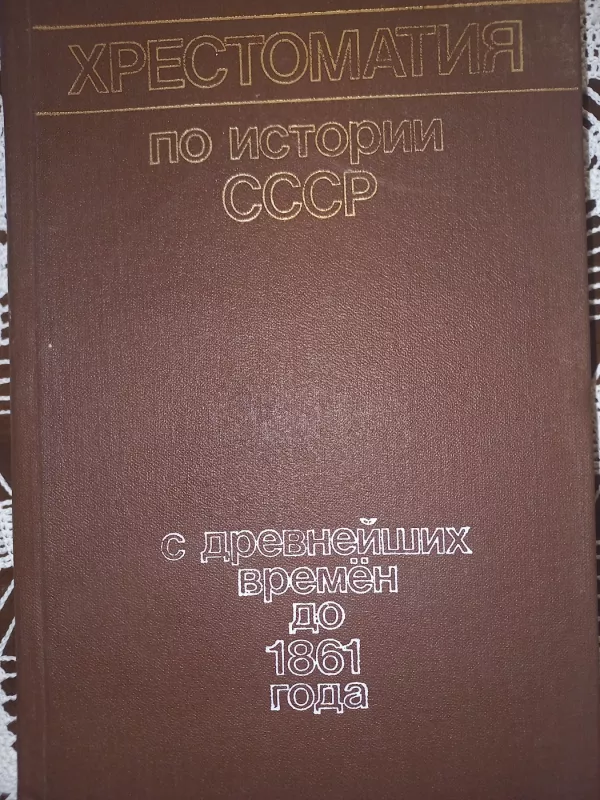 ХРЕСТОМАТИЯ
по истории
СССР
с древнейших
времён
до
1861
года